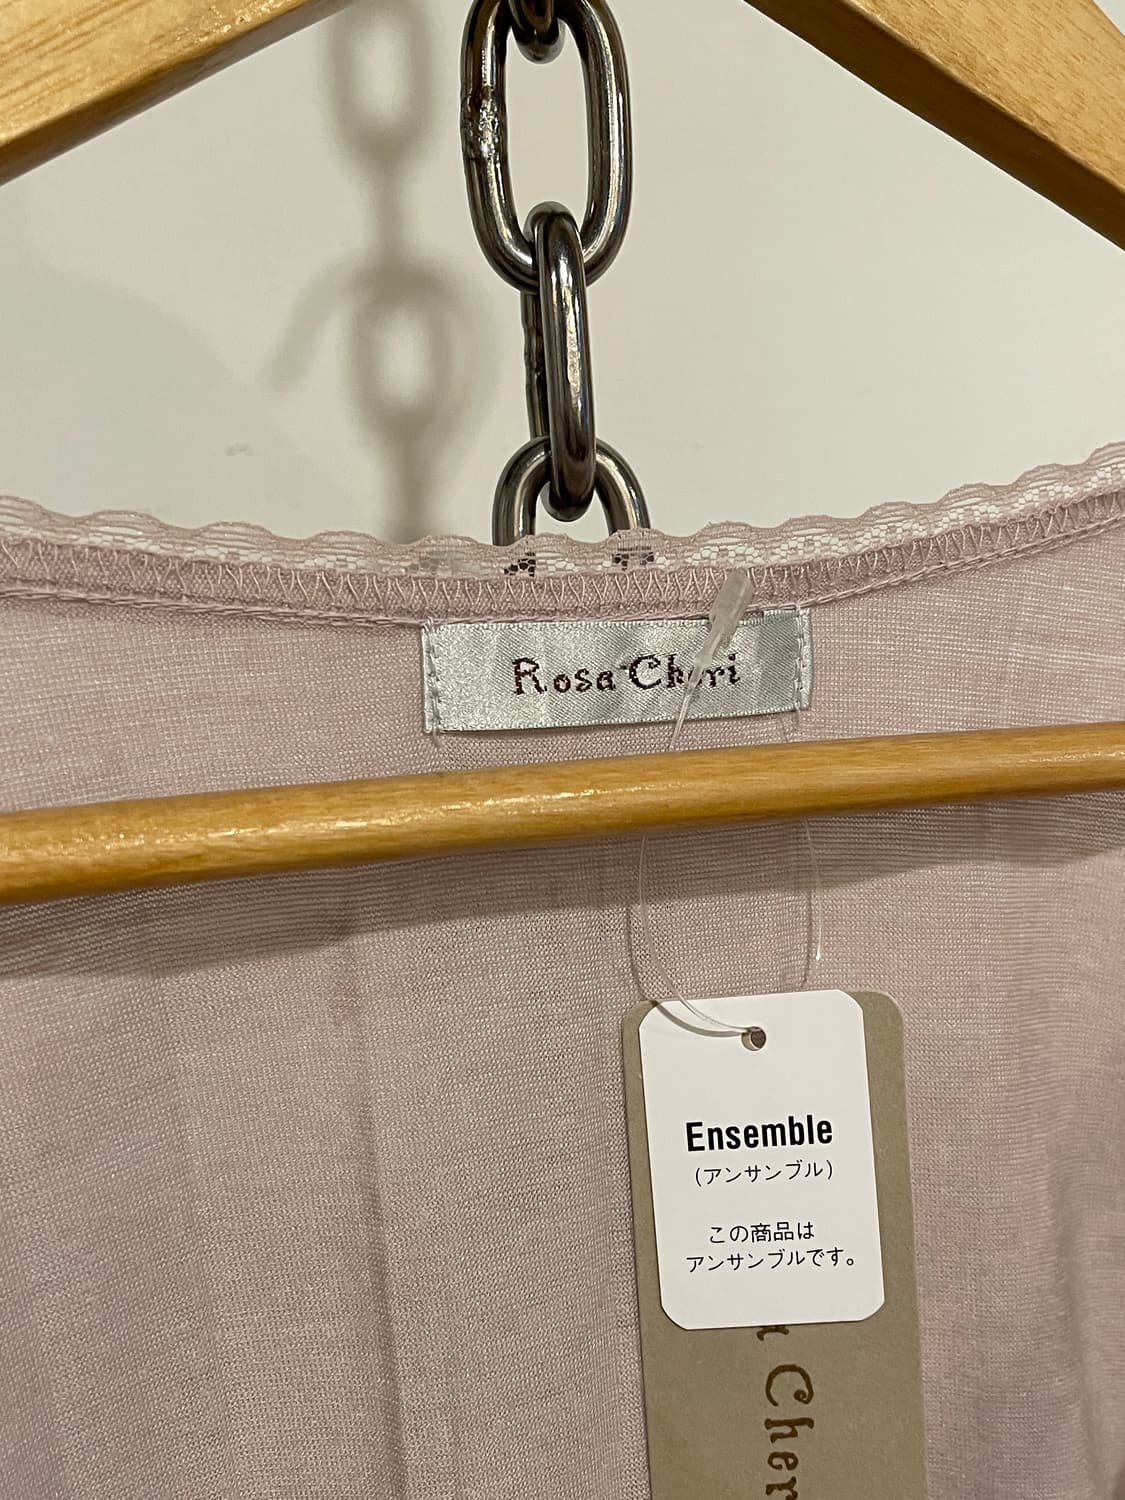 Rosa Cheri
Ensemble
(アンサンブル)
この商品は
アンサンブルです。
a Cher